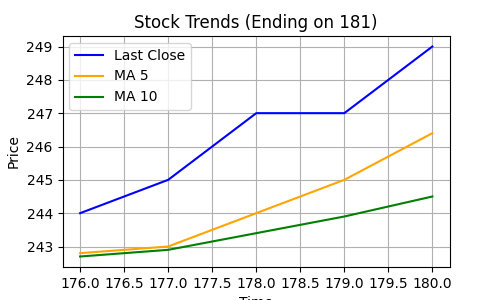 Stock Trends (Ending on 181)
Last Close
MA 5
MA 10
Price
249
248
247
246
245
244
243
176.0 176.5 177.0 177.5 178.0 178.5 179.0 179.5 180.0
Time